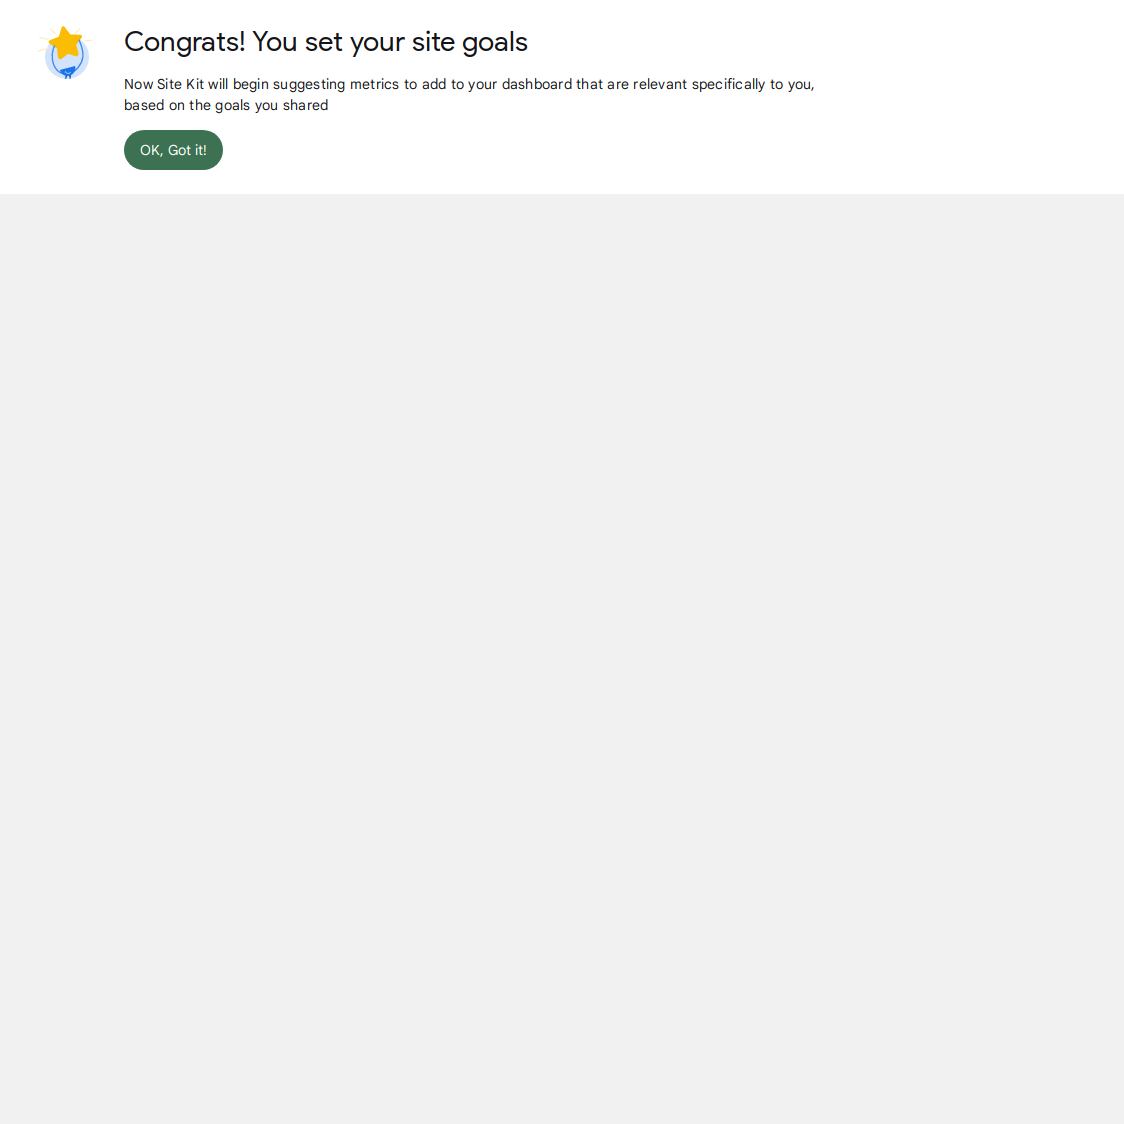 Congrats! You set your site goals
Now Site Kit will begin suggesting metrics to add to your dashboard that are relevant specifically to you,
based on the goals you shared
OK, Got it!